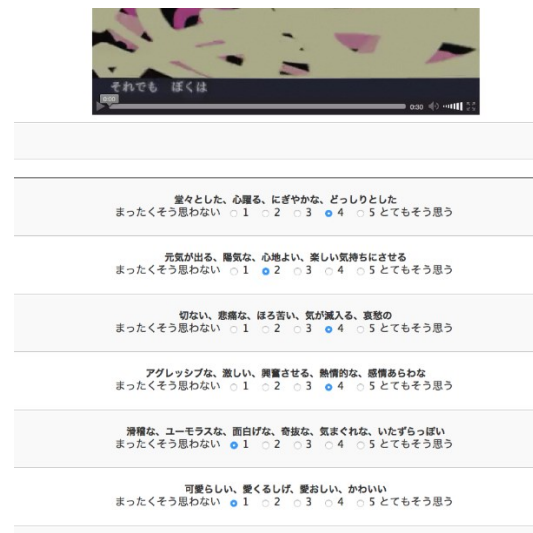 それでも ぼくは
0:00
0:30
堂々とした、心躍る、にぎやかな、どっしりとした
まったくそう思わない 1 2 3 4 5 とてもそう思う
元気が出る、陽気な、心地よい、楽しい気持ちにさせる
まったくそう思わない 1 2 3 4 5 とてもそう思う
切ない、悲痛な、ほろ苦い、気が滅入る、哀愁の
まったくそう思わない 1 2 3 4 5 とてもそう思う
アグレッシブな、激しい、興奮させる、熱情的な、感情あらわな
まったくそう思わない 1 2 3 4 5 とてもそう思う
滑稽な、ユーモラスな、面白げな、奇抜な、気まぐれな、いたずらっぽい
まったくそう思わない 1 2 3 4 5 とてもそう思う
可愛らしい、愛くるしげ、愛おしい、かわいい
まったくそう思わない 1 2 3 4 5 とてもそう思う